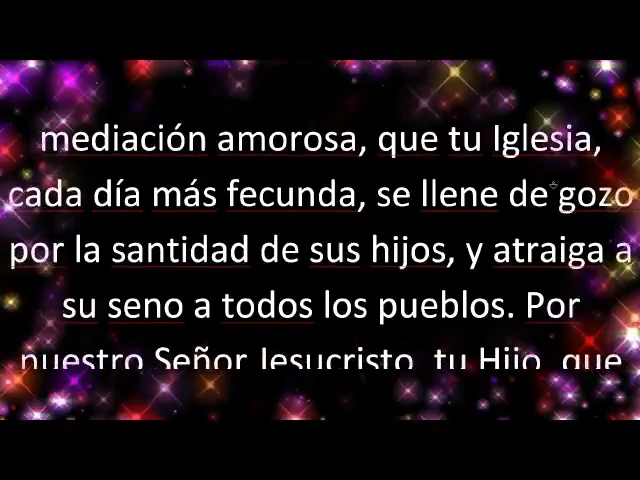 mediación amorosa, que tu Iglesia,
cada día más fecunda, se llene de gozo
por la santidad de sus hijos, y atraiga a
su seno a todos los pueblos. Por
nuestro Señor Jesucristo, tu Hijo, que